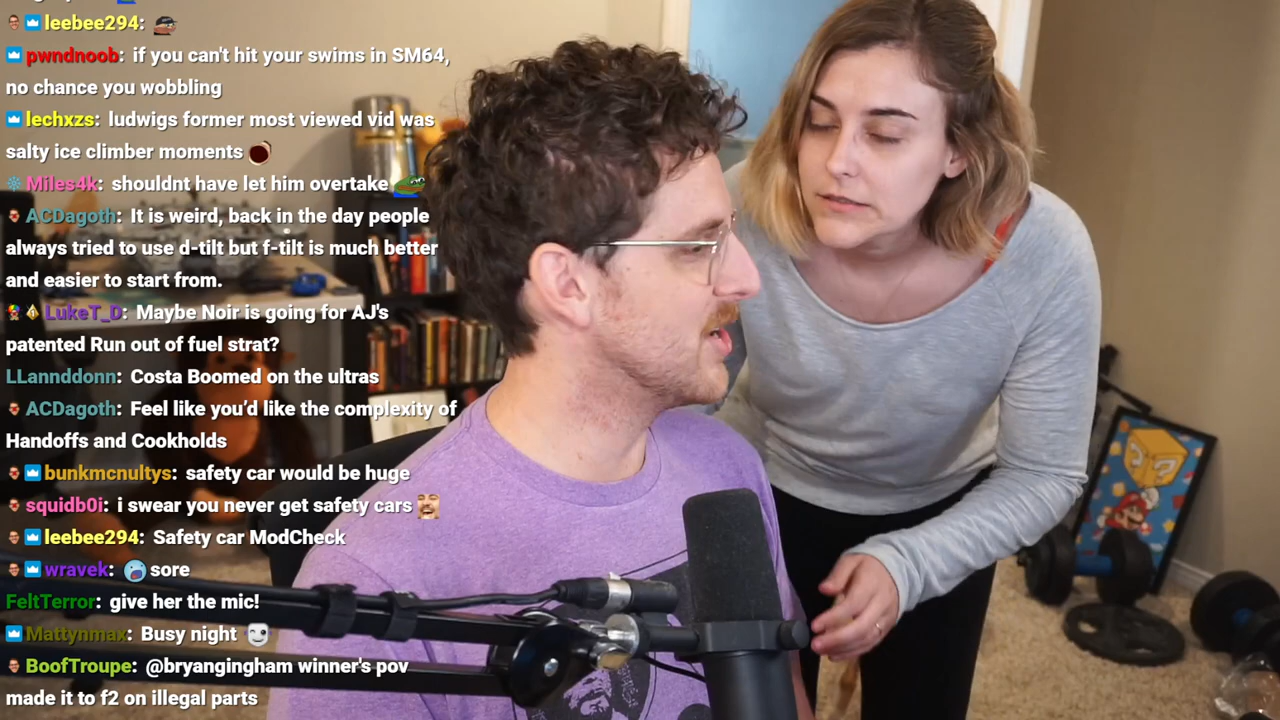 leebee294:
pwndnoob: if you can't hit your swims in SM64,
no chance you wobbling
lechxzs: ludwigs former most viewed vid was
salty ice climber moments
Miles4k: shouldnt have let him overtake
ACDagoth: It is weird, back in the day people
always tried to use d-tilt but f-tilt is much better
and easier to start from.
LukeT_D: Maybe Noir is going for AJ's
patented Run out of fuel strat?
LLannddonn: Costa Boomed on the ultras
ACDagoth: Feel like you'd like the complexity of
Handoffs and Cookholds
bunkmcnultys: safety car would be huge
squidb0i: i swear you never get safety cars
leebee294: Safety car ModCheck
wravek: sore
FeltTerror: give her the mic!
Mattynmax: Busy night
BoofTroupe: @bryangingham winner's pov
made it to f2 on illegal parts